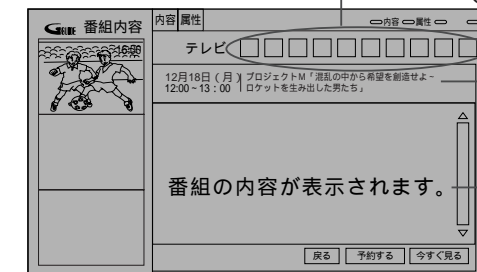 GGUIDE 番組内容
内容 属性
内容 属性
16:50
テレビ
12月18日(月) プロジェクトM「混乱の中から希望を創造せよ~
12:00~13:00 ロケットを生み出した男たち」
番組の内容が表示されます。
戻る 予約する 今すぐ見る